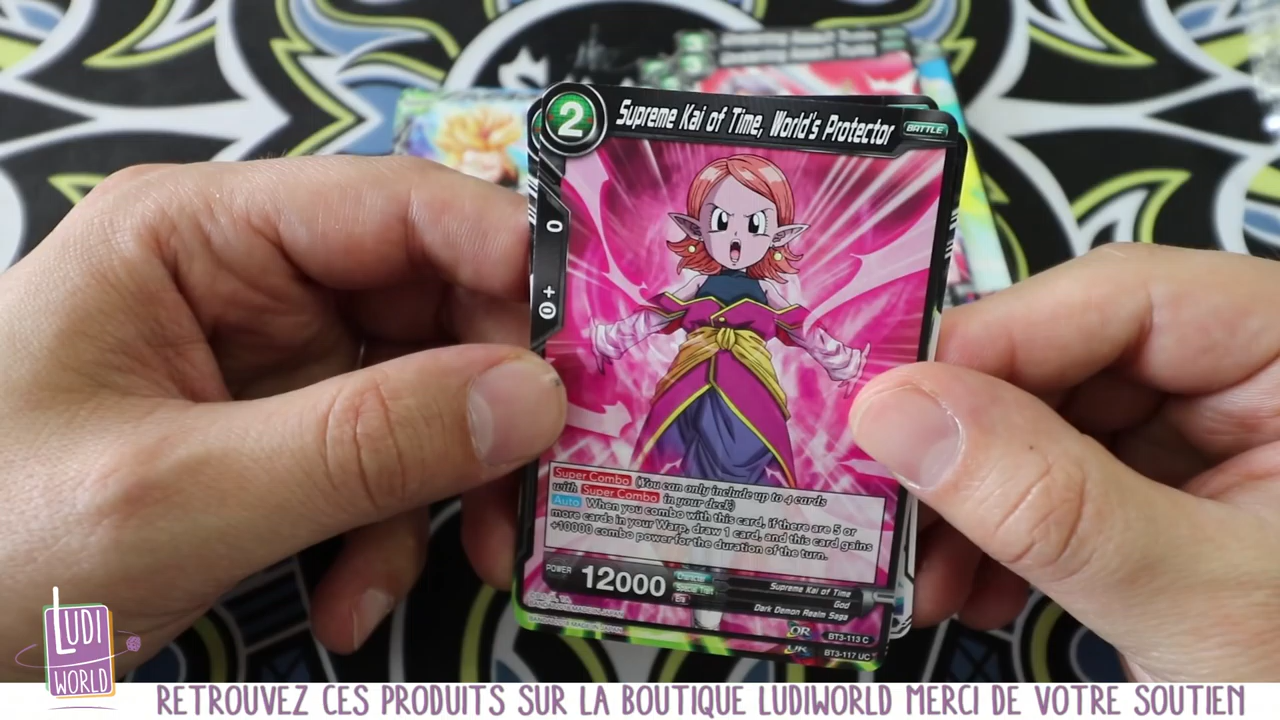 2 Supreme Kai of Time, World's Protector BATTLE
0
0+
Super Combo (You can only include up to 4 cards
with Super Combo in your deck)
Auto When you combo with this card, if there are 5 or
more cards in your Warp, draw 1 card, and this card gains
+10000 combo power for the duration of the turn.
POWER 12000
Character Supreme Kai of Time
Special Trait God
Era Dark Demon Realm Saga
BT3-113 C
BT3-117 UC
LUDI
WORLD
RETROUVEZ CES PRODUITS SUR LA BOUTIQUE LUDIWORLD MERCI DE VOTRE SOUTIEN